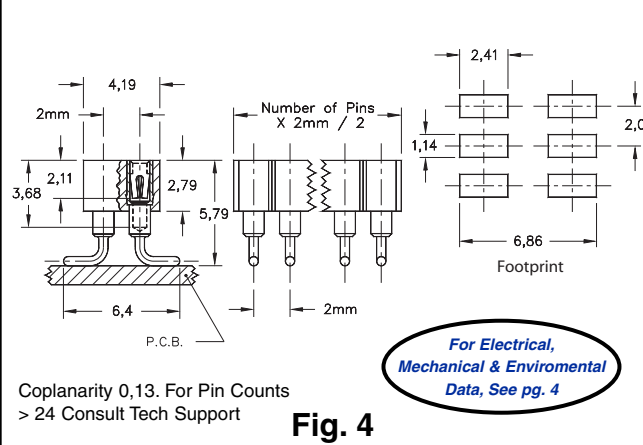 2,41
4,19
2mm
Number of Pins
X 2mm / 2
1,14
2,0
3,68
2,11
2,79
5,79
6,86
Footprint
6,4
2mm
P.C.B.
For Electrical,
Mechanical & Enviromental
Data, See pg. 4
Coplanarity 0,13. For Pin Counts
> 24 Consult Tech Support
Fig. 4